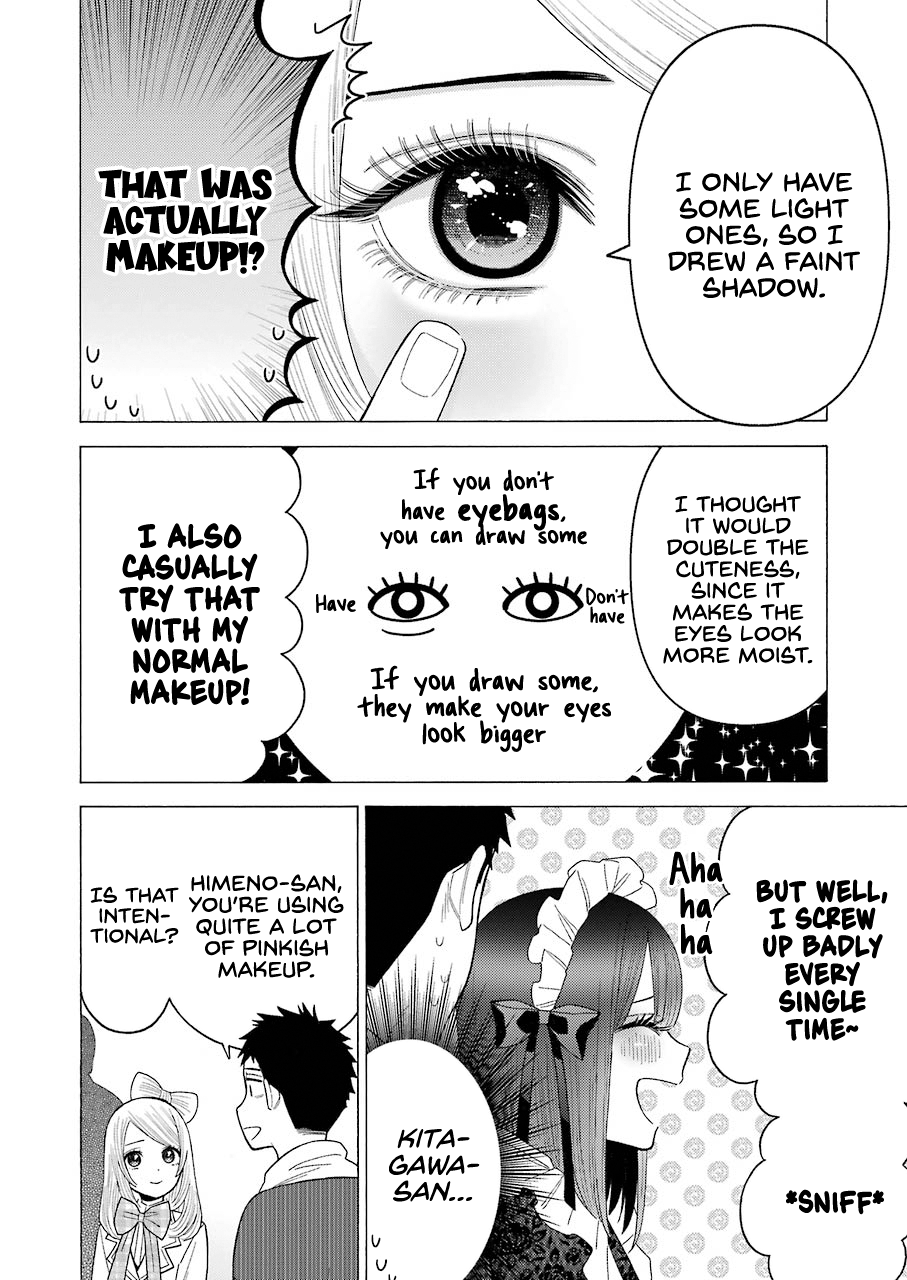 I ONLY HAVE
SOME LIGHT
ONES, SO I
DREW A FAINT
SHADOW.
THAT WAS
ACTUALLY
MAKEUP!?
I THOUGHT
IT WOULD
DOUBLE THE
CUTENESS,
SINCE IT
MAKES THE
EYES LOOK
MORE MOIST.
If you don't
have eyebags,
you can draw some
Have
Don't
have
If you draw some,
they make your eyes
look bigger
I ALSO
CASUALLY
TRY THAT
WITH MY
NORMAL
MAKEUP!
BUT WELL,
I SCREW
UP BADLY
EVERY
SINGLE
TIME~
*SNIFF*
Aha
ha
ha
KITA-
GAWA-
SAN...
HIMENO-SAN,
YOU'RE USING
QUITE A LOT
OF PINKISH
MAKEUP.
IS THAT
INTEN-
TIONAL?